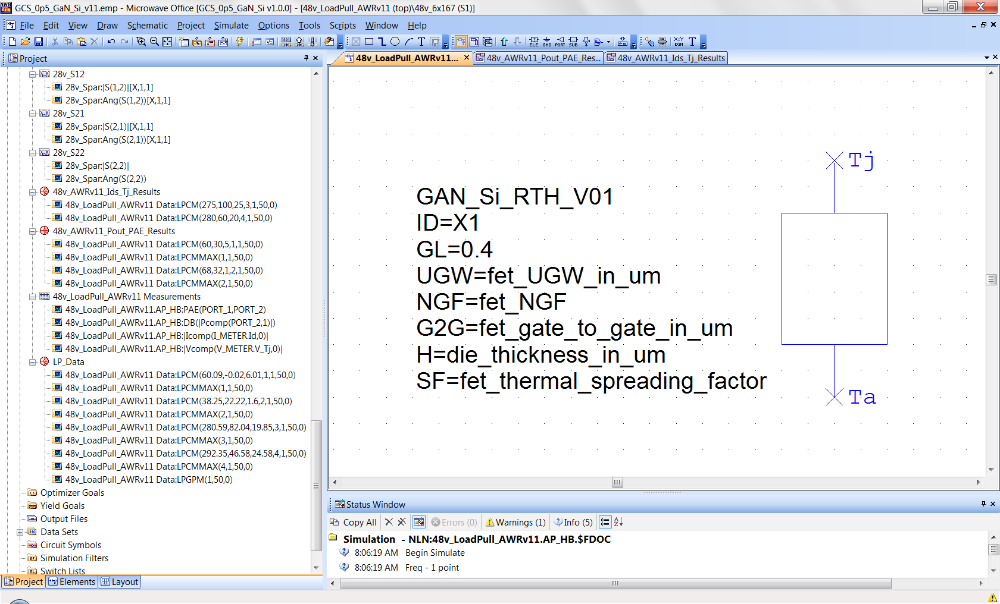 GCS_0p5_GaN_Si_v11.emp - Microwave Office [GCS_0p5_GaN_Si v1.0.0] - [48v_LoadPull_AWRv11 (top)\48v_6x167 (S1)]
File Edit View Draw Schematic Project Simulate Options Tools Scripts Window Help
Project
48v_LoadPull_AWRv11... 48v_AWRv11_Pout_PAE_Res... 48v_AWRv11_Ids_Tj_Results
28v_S12
28v_Spar:|S(1,2)|[X,1,1]
28v_Spar:Ang(S(1,2))[X,1,1]
28v_S21
28v_Spar:|S(2,1)|[X,1,1]
28v_Spar:Ang(S(2,1))[X,1,1]
28v_S22
28v_Spar:|S(2,2)|
28v_Spar:Ang(S(2,2))
48v_AWRv11_Ids_Tj_Results
48v_LoadPull_AWRv11 Data:LPCM(275,100,25,3,1,50,0)
48v_LoadPull_AWRv11 Data:LPCM(280,60,20,4,1,50,0)
48v_AWRv11_Pout_PAE_Results
48v_LoadPull_AWRv11 Data:LPCM(60,30,5,1,1,50,0)
48v_LoadPull_AWRv11 Data:LPCMMAX(1,1,50,0)
48v_LoadPull_AWRv11 Data:LPCM(68,32,1,2,1,50,0)
48v_LoadPull_AWRv11 Data:LPCMMAX(2,1,50,0)
48v_LoadPull_AWRv11 Measurements
48v_LoadPull_AWRv11.AP_HB:PAE(PORT_1,PORT_2)
48v_LoadPull_AWRv11.AP_HB:DB(|Pcomp(PORT_2,1)|)
48v_LoadPull_AWRv11.AP_HB:|Icomp(I_METER.Id,0)|
48v_LoadPull_AWRv11.AP_HB:|Vcomp(V_METER.V_Tj,0)|
LP_Data
48v_LoadPull_AWRv11 Data:LPCM(60.09,-0.02,6.01,1,1,50,0)
48v_LoadPull_AWRv11 Data:LPCMMAX(1,1,50,0)
48v_LoadPull_AWRv11 Data:LPCM(38.25,22.22,1.6,2,1,50,0)
48v_LoadPull_AWRv11 Data:LPCMMAX(2,1,50,0)
48v_LoadPull_AWRv11 Data:LPCM(280.59,82.04,19.85,3,1,50,0)
48v_LoadPull_AWRv11 Data:LPCMMAX(3,1,50,0)
48v_LoadPull_AWRv11 Data:LPCM(292.35,46.58,24.58,4,1,50,0)
48v_LoadPull_AWRv11 Data:LPCMMAX(4,1,50,0)
48v_LoadPull_AWRv11 Data:LPGPM(1,50,0)
Optimizer Goals
Yield Goals
Output Files
Data Sets
Circuit Symbols
Simulation Filters
Switch Lists
Project Elements Layout
Tj
GAN_Si_RTH_V01
ID=X1
GL=0.4
UGW=fet_UGW_in_um
NGF=fet_NGF
G2G=fet_gate_to_gate_in_um
H=die_thickness_in_um
SF=fet_thermal_spreading_factor
Ta
Status Window
Copy All Errors (0) Warnings (1) Info (5)
Simulation - NLN:48v_LoadPull_AWRv11.AP_HB.$FDOC
8:06:19 AM Begin Simulate
8:06:19 AM Freq - 1 point